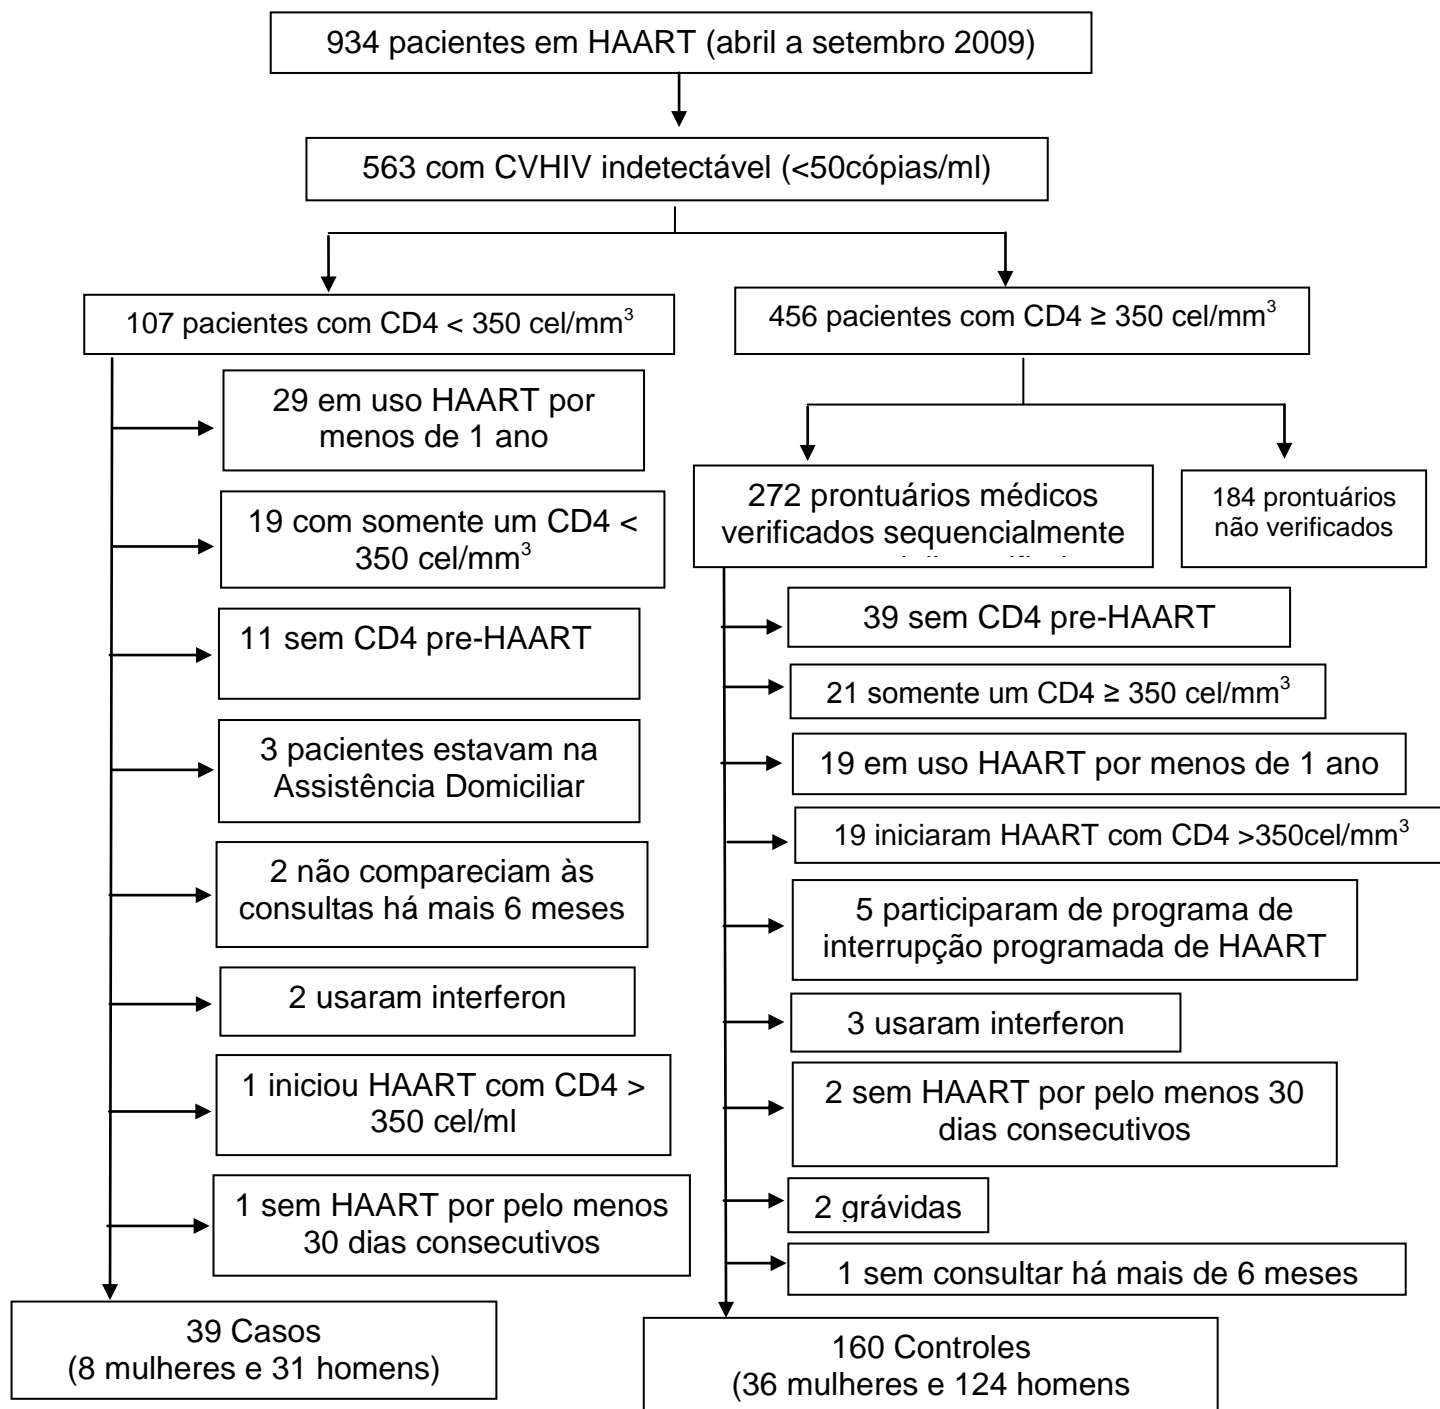 934 pacientes em HAART (abril a setembro 2009)
563 com CVHIV indetectável (<50cópias/ml)
107 pacientes com CD4 < 350 cel/mm³
29 em uso HAART por
menos de 1 ano
19 com somente um CD4 <
350 cel/mm³
11 sem CD4 pre-HAART
3 pacientes estavam na
Assistência Domiciliar
2 não compareciam às
consultas há mais 6 meses
2 usaram interferon
1 iniciou HAART com CD4 >
350 cel/ml
1 sem HAART por pelo menos
30 dias consecutivos
39 Casos
(8 mulheres e 31 homens)
456 pacientes com CD4 ≥ 350 cel/mm³
272 prontuários médicos
verificados sequencialmente
184 prontuários
não verificados
39 sem CD4 pre-HAART
21 somente um CD4 ≥ 350 cel/mm³
19 em uso HAART por menos de 1 ano
19 iniciaram HAART com CD4 >350cel/mm³
5 participaram de programa de
interrupção programada de HAART
3 usaram interferon
2 sem HAART por pelo menos 30
dias consecutivos
2 grávidas
1 sem consultar há mais de 6 meses
160 Controles
(36 mulheres e 124 homens